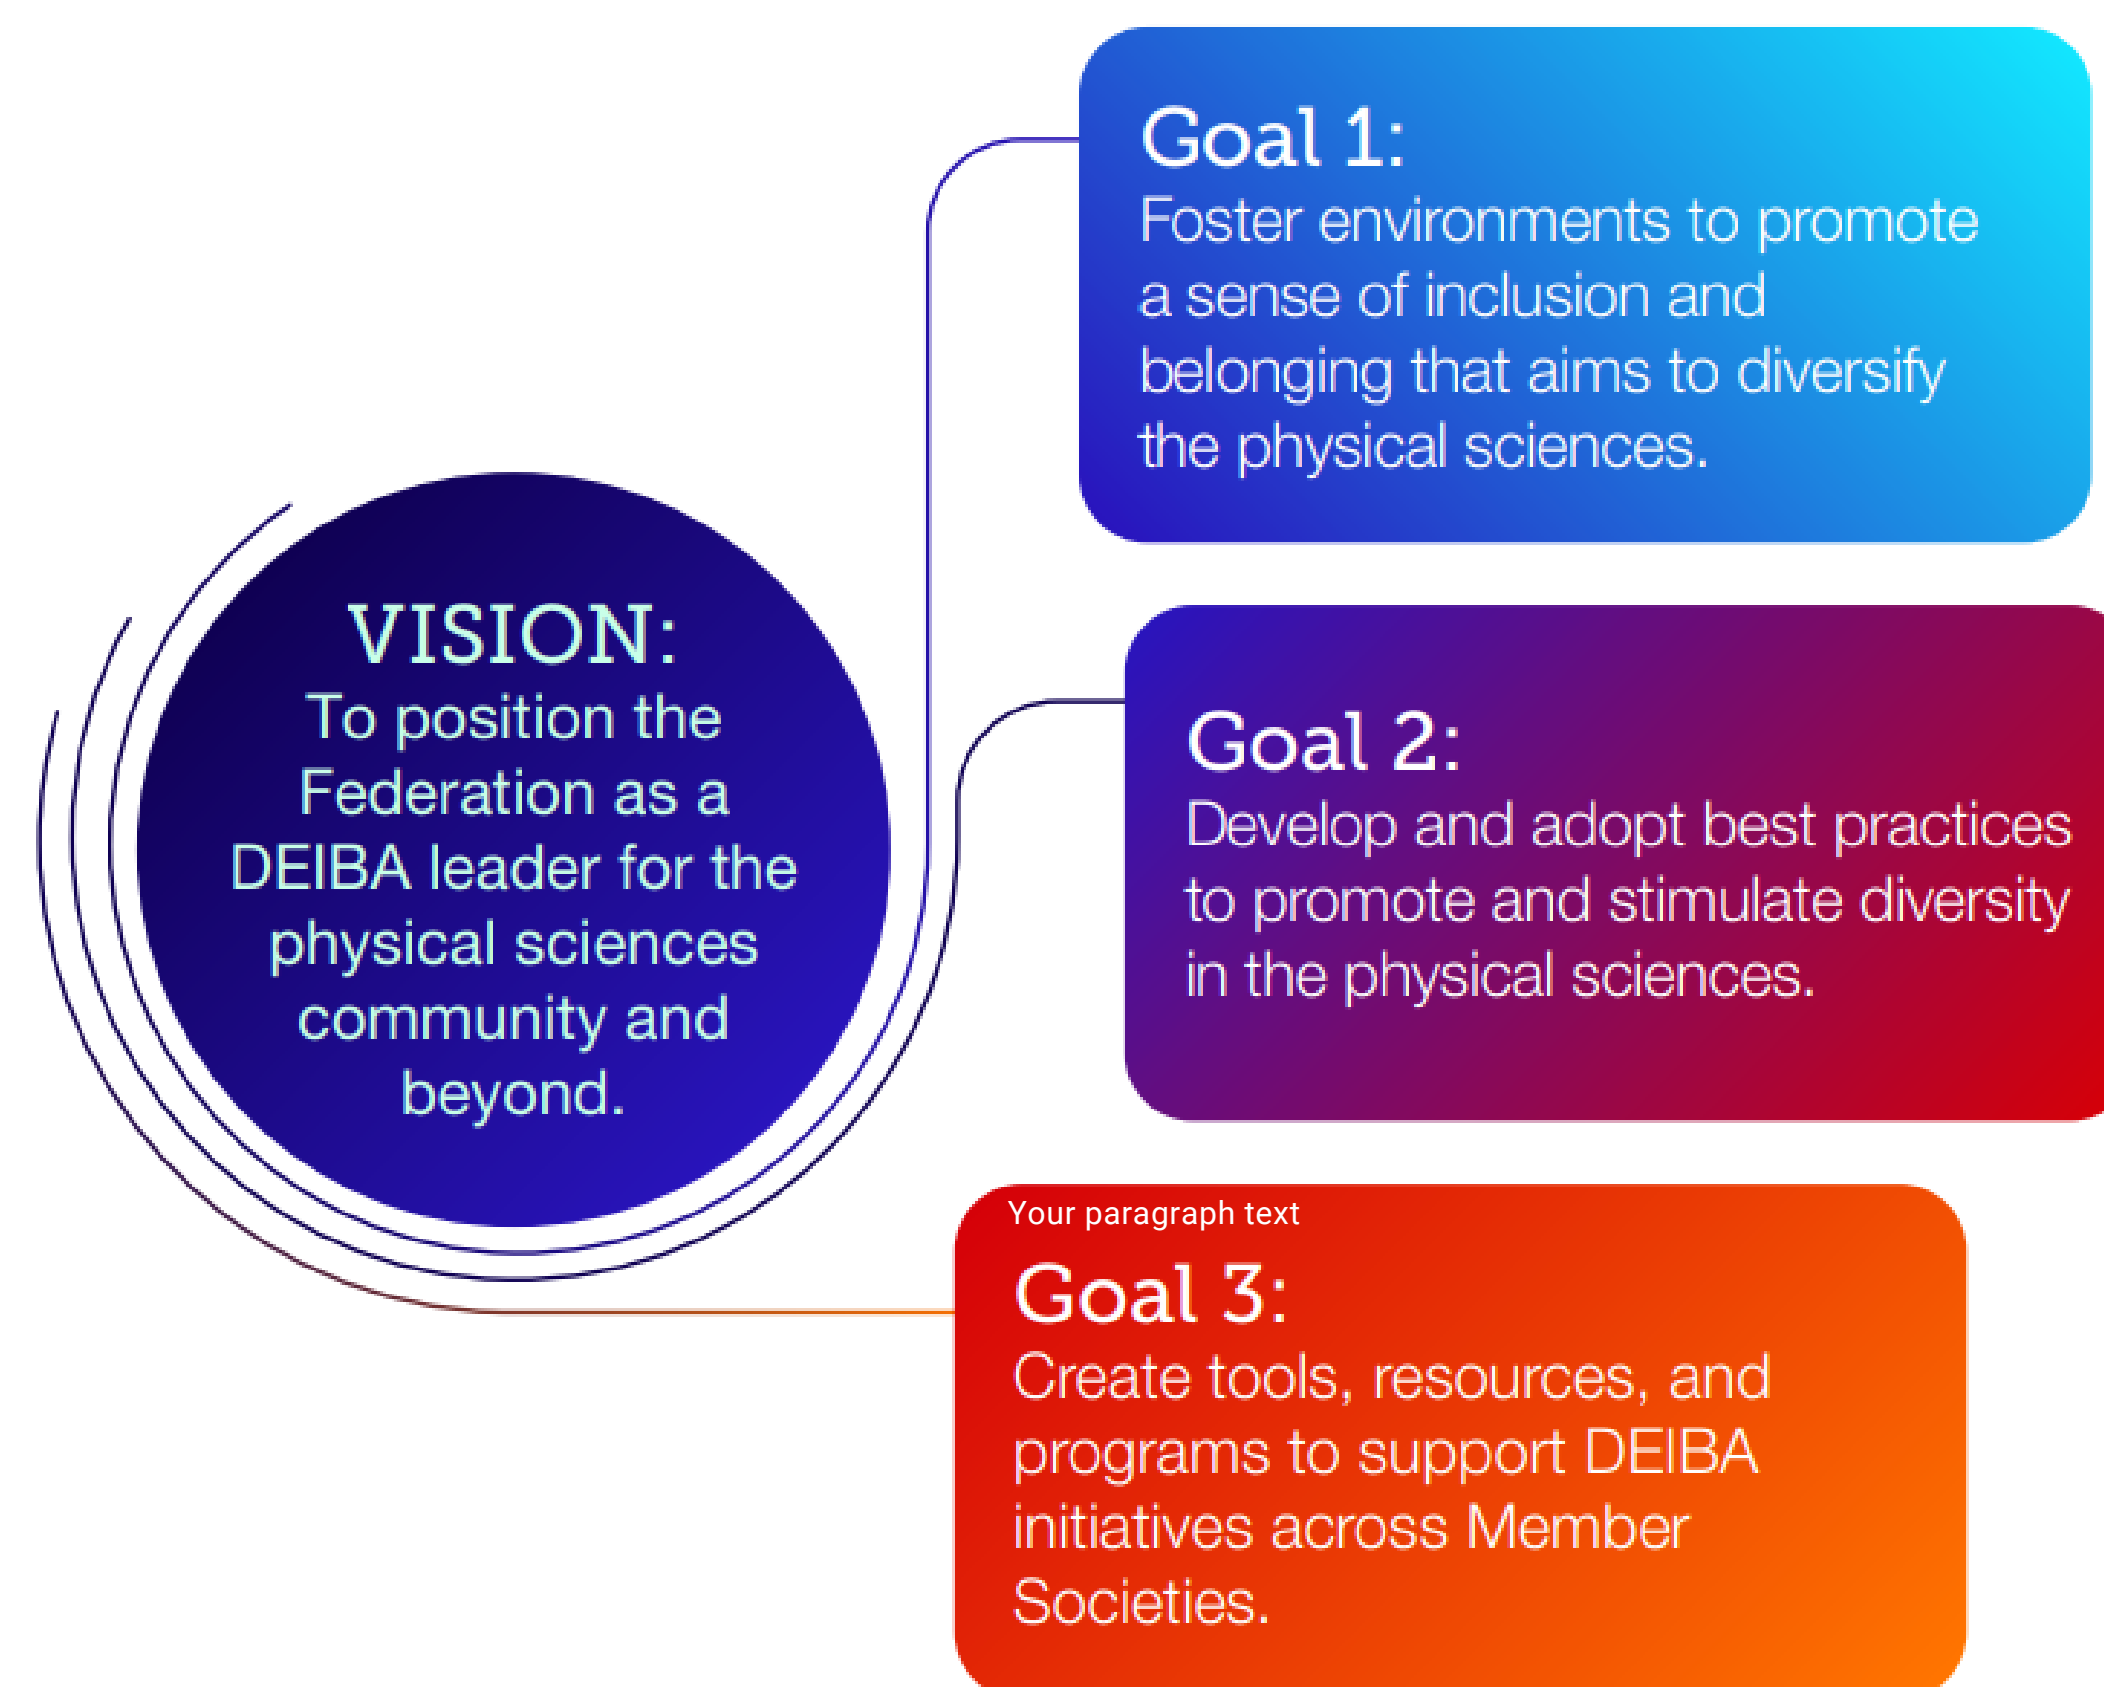 VISION:
To position the
Federation as a
DEIBA leader for the
physical sciences
community and
beyond.
Goal 1:
Foster environments to promote
a sense of inclusion and
belonging that aims to diversify
the physical sciences.
Goal 2:
Develop and adopt best practices
to promote and stimulate diversity
in the physical sciences.
Your paragraph text
Goal 3:
Create tools, resources, and
programs to support DEIBA
initiatives across Member
Societies.